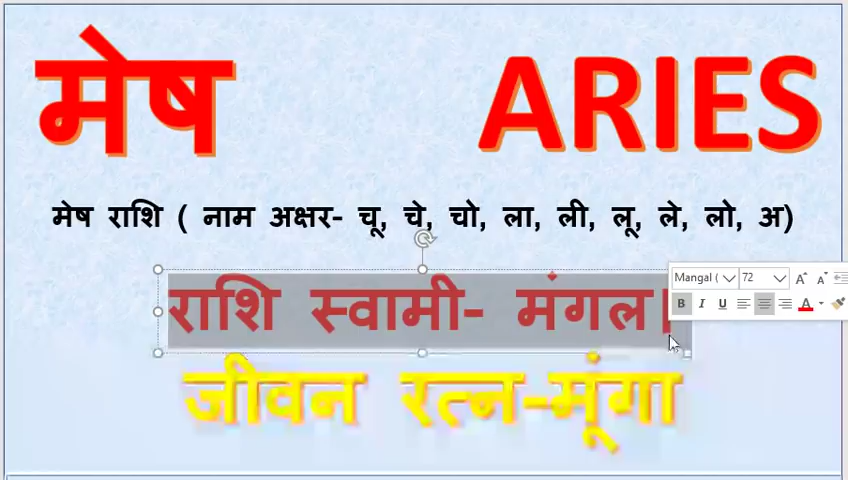 मेष ARIES
मेष राशि ( नाम अक्षर- चू, चे, चो, ला, ली, लू, ले, लो, अ)
राशि स्वामी- मंगल।
Mangal ( 72
B I U A
जीवन रत्न-मूंगा